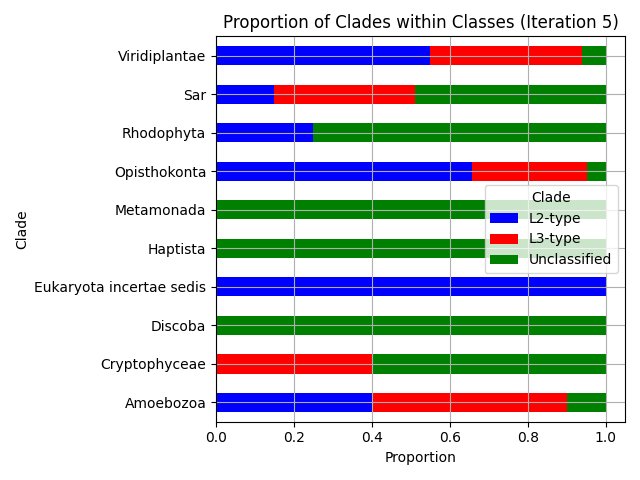 Proportion of Clades within Classes (Iteration 5)
Viridiplantae
Sar
Rhodophyta
Opisthokonta
Metamonada
Haptista
Eukaryota incertae sedis
Discoba
Cryptophyceae
Amoebozoa
Clade
Clade
L2-type
L3-type
Unclassified
0.0 0.2 0.4 0.6 0.8 1.0
Proportion